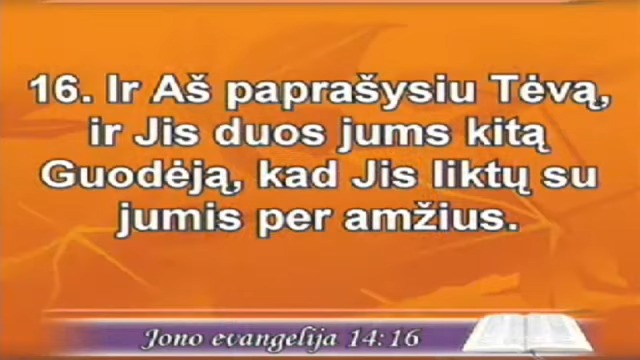 16. Ir Aš paprašysiu Tėvą,
ir Jis duos jums kitą
Guodėją, kad Jis liktų su
jumis per amžius.
Jono evangelija 14:16